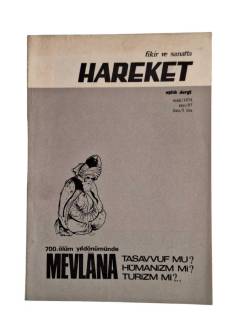 fikir ve sanatta
HAREKET
aylık dergi
700. ölüm yıldönümünde
MEVLANA
TASAVVUF MU?
HÜMANİZM Mİ?
TURİZM Mİ?..